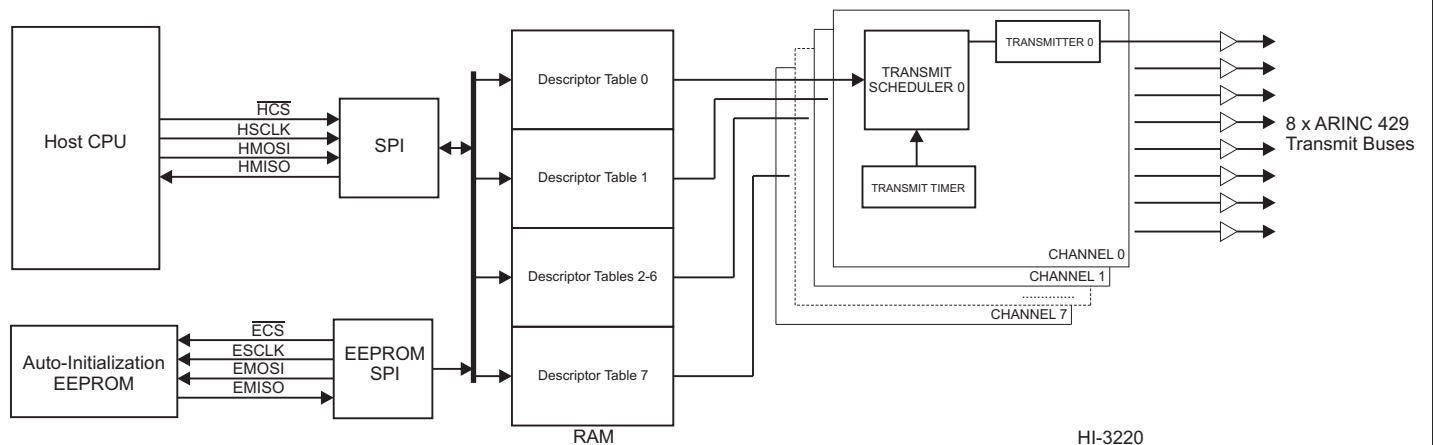 Host CPU
HCS
HSCLK
HMOSI
HMISO
SPI
Auto-Initialization
EEPROM
ECS
ESCLK
EMOSI
EMISO
EEPROM
SPI
Descriptor Table 0
Descriptor Table 1
Descriptor Tables 2-6
Descriptor Table 7
RAM
TRANSMIT
SCHEDULER 0
TRANSMITTER 0
TRANSMIT TIMER
CHANNEL 0
CHANNEL 1
............
CHANNEL 7
8 x ARINC 429
Transmit Buses
HI-3220